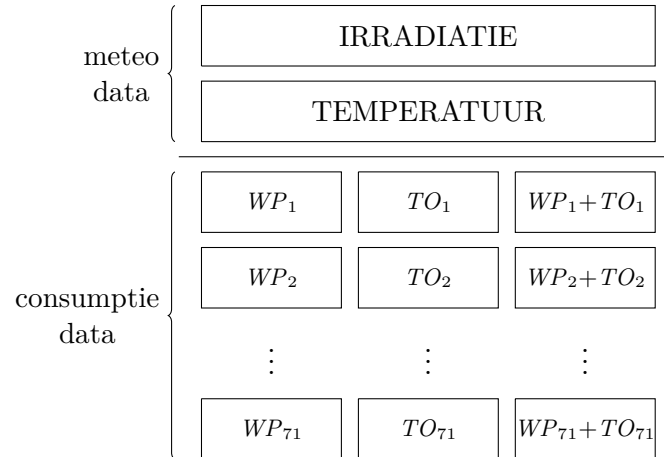 meteo
data
IRRADIATIE
TEMPERATUUR
consumptie
data
WP₁ TO₁ WP₁+TO₁
WP₂ TO₂ WP₂+TO₂
⋮ ⋮ ⋮
WP₇₁ TO₇₁ WP₇₁+TO₇₁